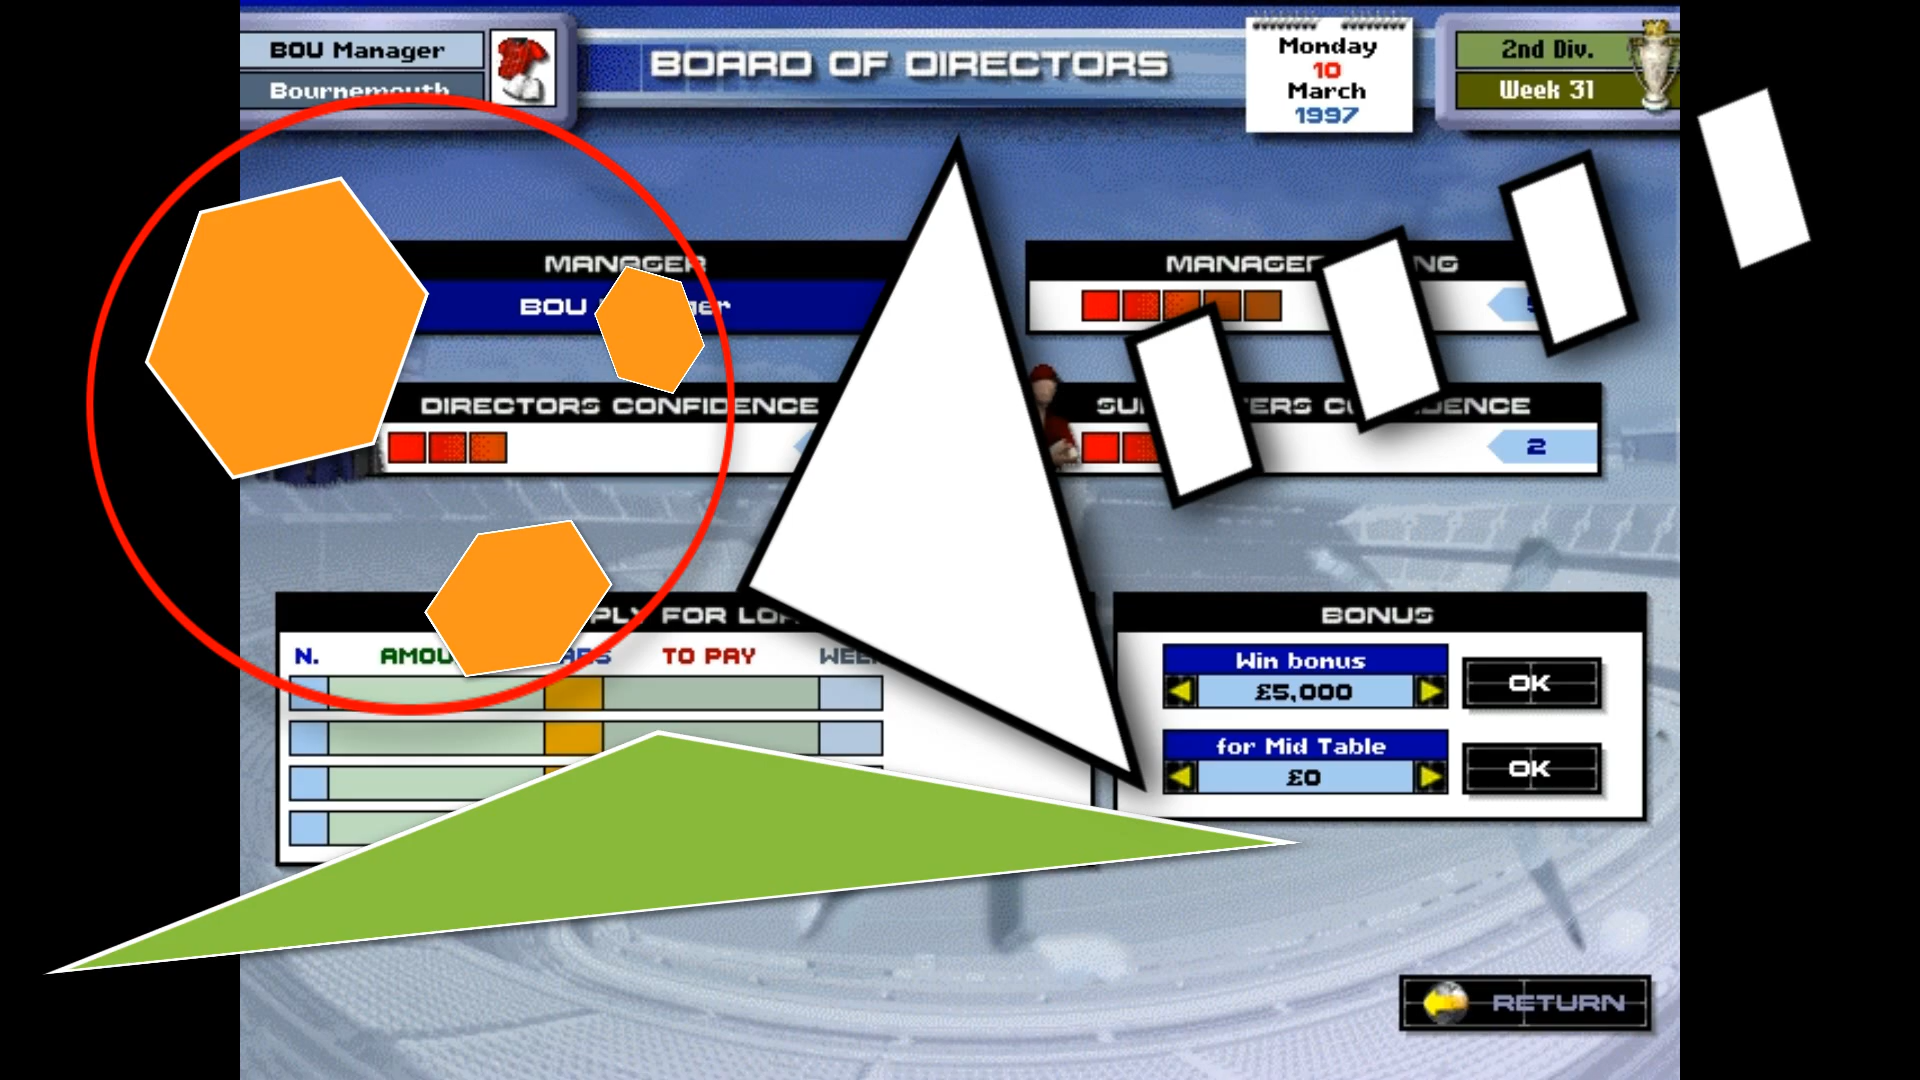 BOU Manager
Bournemouth
BOARD OF DIRECTORS
Monday
10
March
1997
2nd Div.
Week 31
MANAGER
BOU
DIRECTORS CONFIDENCE
2
FOR
N.
TO PAY
BONUS
Win bonus
£5,000
OK
for Mid Table
£0
OK
RETURN